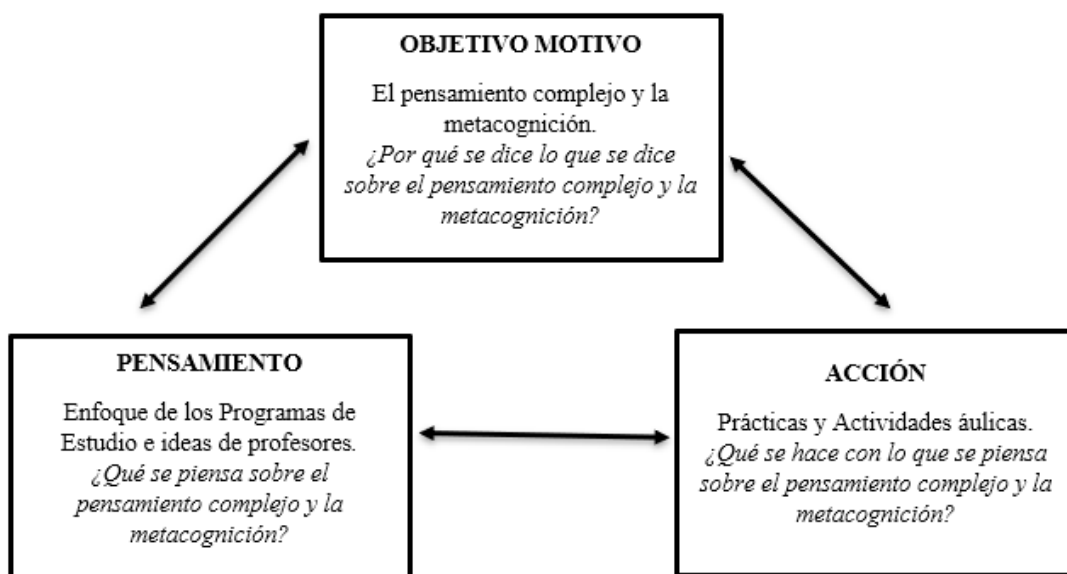 OBJETIVO MOTIVO
El pensamiento complejo y la
metacognición.
¿Por qué se dice lo que se dice
sobre el pensamiento complejo y la
metacognición?
PENSAMIENTO
Enfoque de los Programas de
Estudio e ideas de profesores.
¿Qué se piensa sobre el
pensamiento complejo y la
metacognición?
ACCIÓN
Prácticas y Actividades áulicas.
¿Qué se hace con lo que se piensa
sobre el pensamiento complejo y la
metacognición?